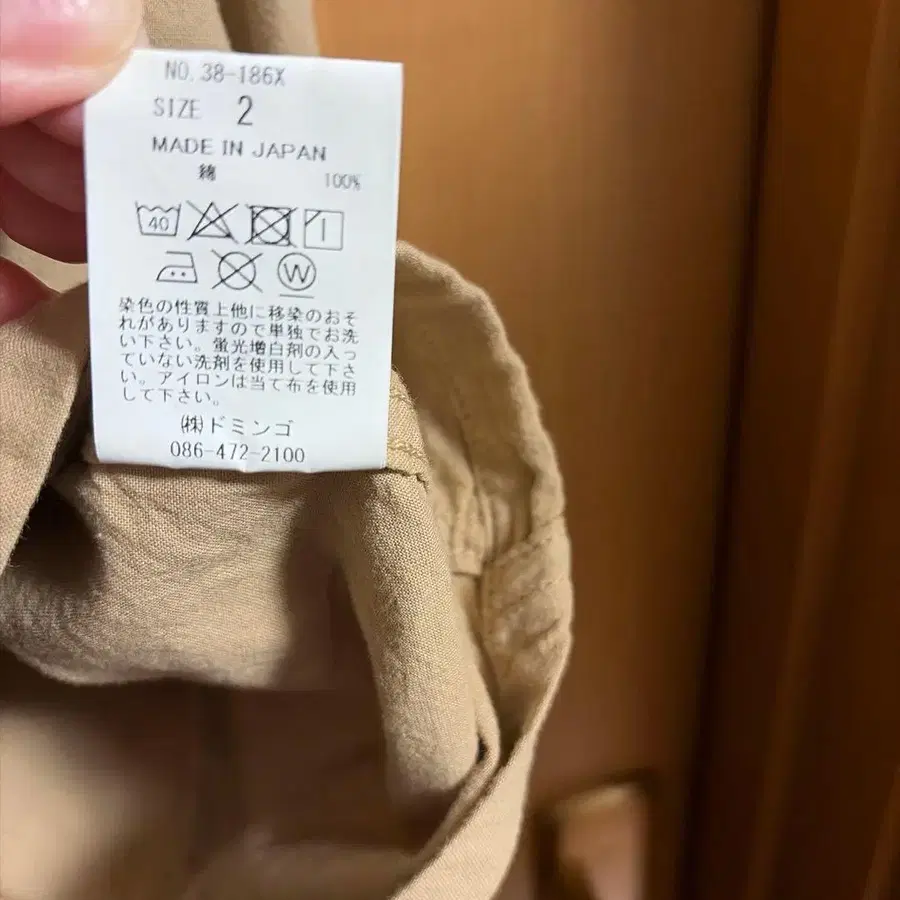 NO.38-186X
SIZE 2
MADE IN JAPAN
綿 100%
40
W
染色の性質上他に移染のおそ
れがありますので単独でお洗
い下さい。蛍光増白剤の入っ
ていない洗剤を使用して下さ
い。アイロンは当て布を使用
して下さい。
㈱ドミンゴ
086-472-2100